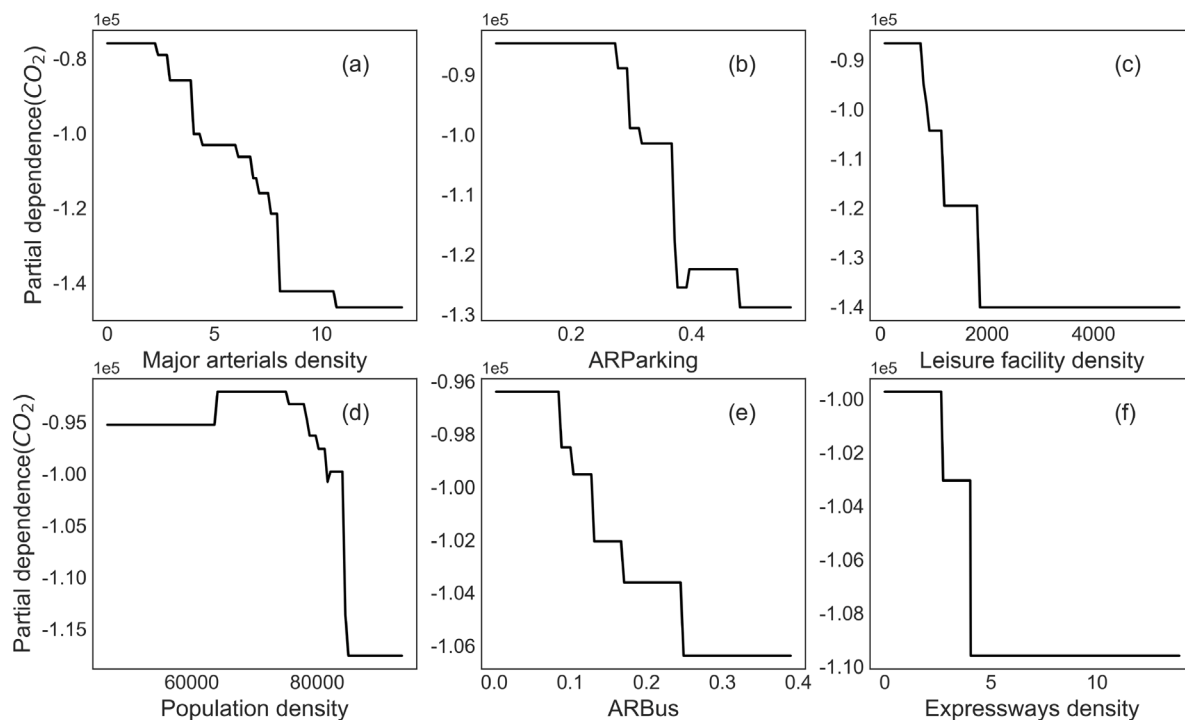 1e5
(a)
Partial dependence(CO₂)
-0.8
-1.0
-1.2
-1.4
0 5 10
Major arterials density
1e5
(b)
-0.9
-1.0
-1.1
-1.2
-1.3
0.2 0.4
ARParking
1e5
(c)
-0.9
-1.0
-1.1
-1.2
-1.3
-1.4
0 2000 4000
Leisure facility density
1e5
(d)
Partial dependence(CO₂)
-0.95
-1.00
-1.05
-1.10
-1.15
60000 80000
Population density
1e5
(e)
-0.96
-0.98
-1.00
-1.02
-1.04
-1.06
0.0 0.1 0.2 0.3 0.4
ARBus
1e5
(f)
-1.00
-1.02
-1.04
-1.06
-1.08
-1.10
0 5 10
Expressways density